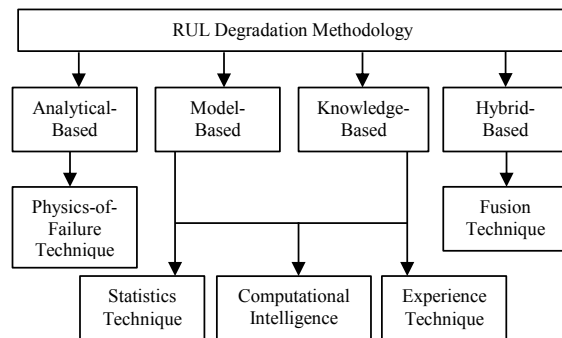 RUL Degradation Methodology
Analytical-
Based
Model-
Based
Knowledge-
Based
Hybrid-
Based
Physics-of-
Failure
Technique
Fusion
Technique
Statistics
Technique
Computational
Intelligence
Experience
Technique